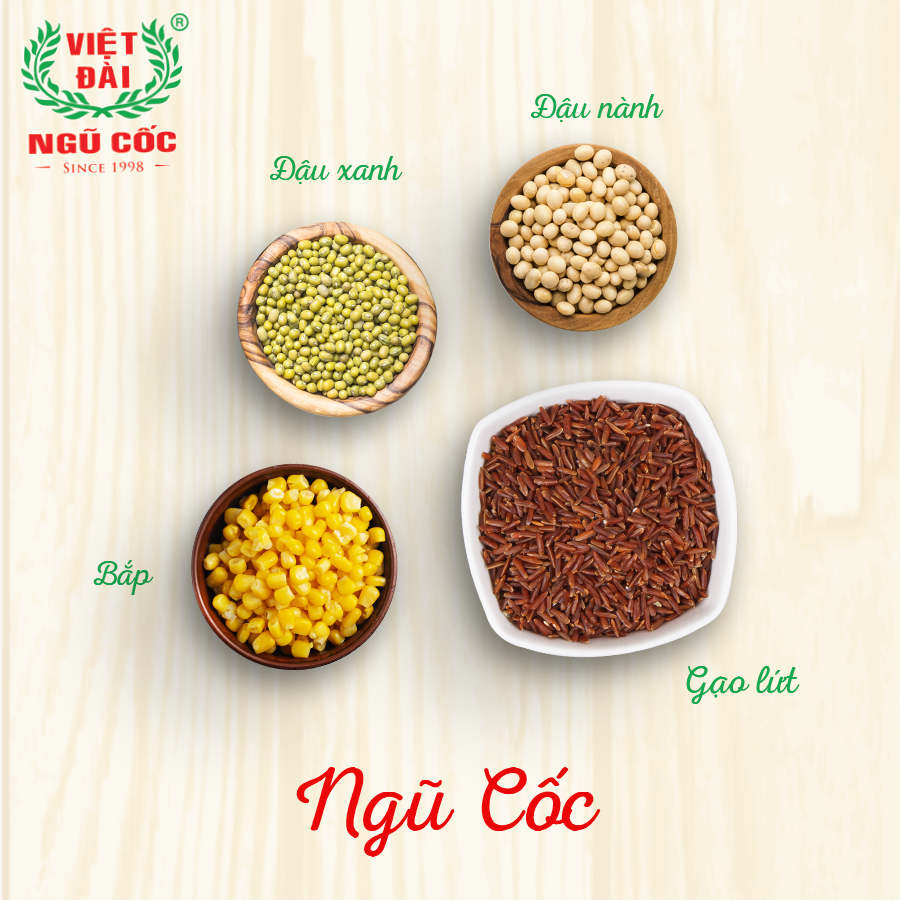 VIỆT ®
ĐÀI
NGŨ CỐC
SINCE 1998
Đậu nành
Đậu xanh
Bắp
Gạo lứt
Ngũ Cốc